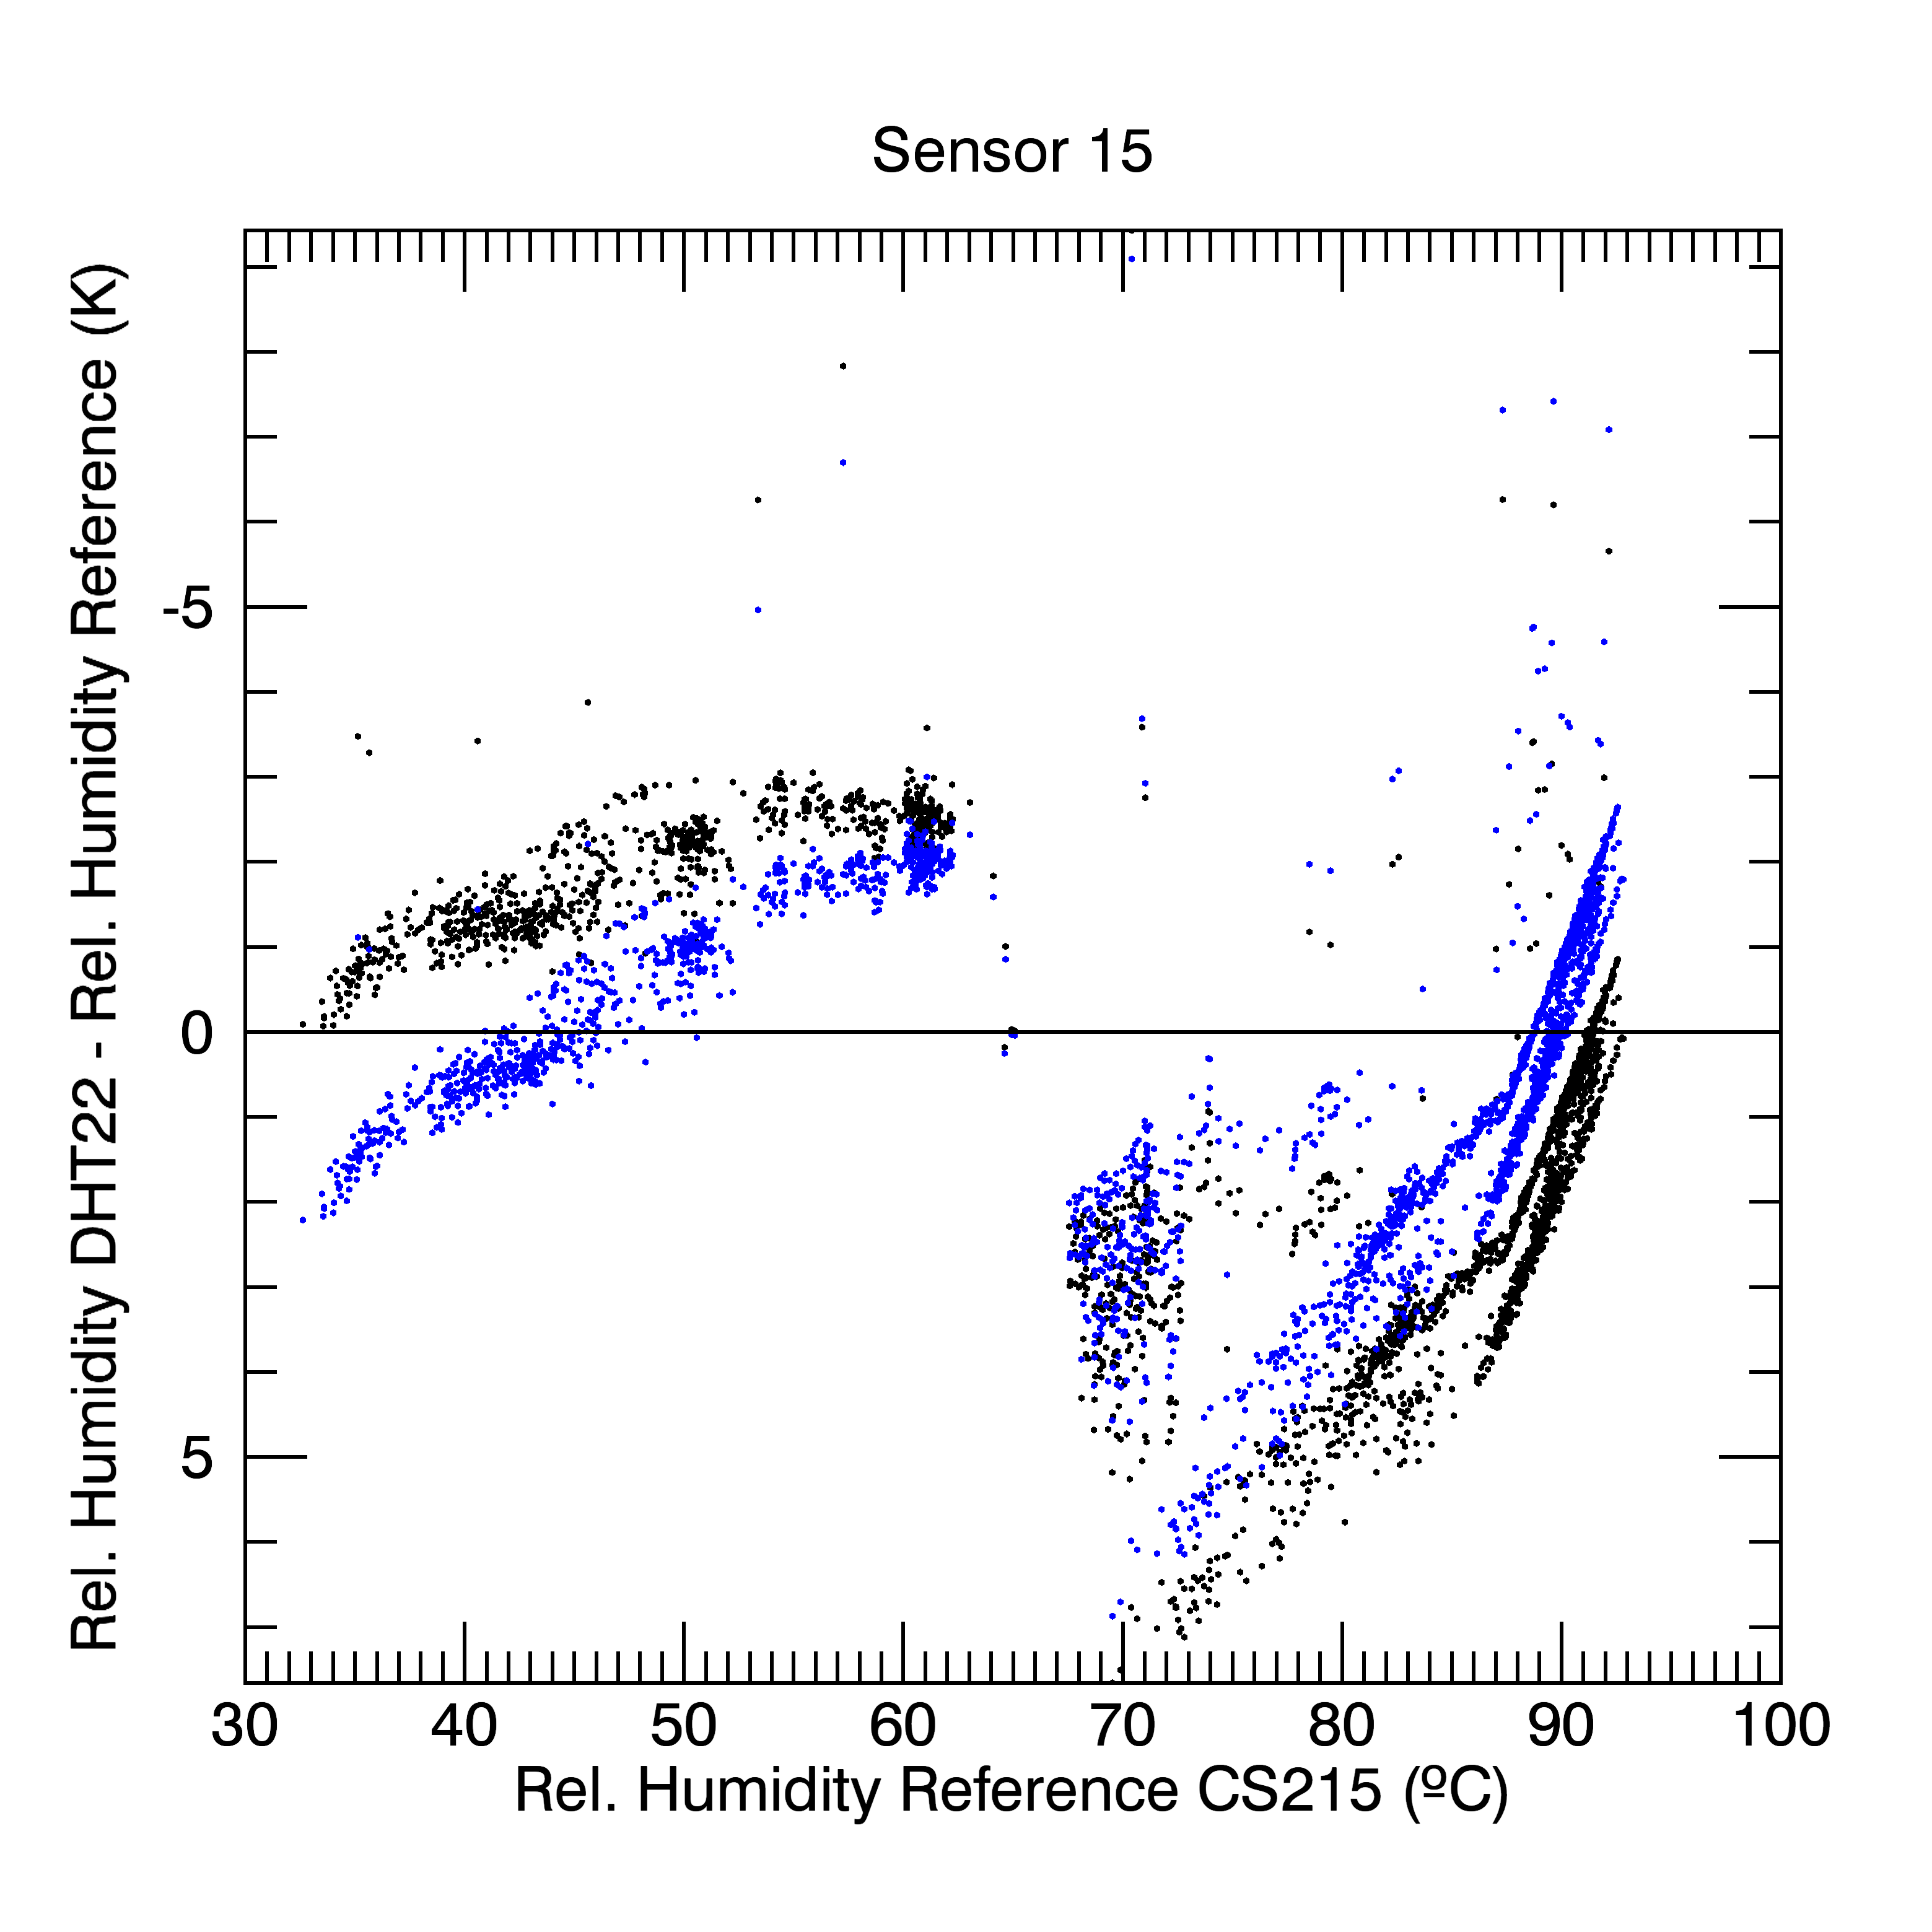 Sensor 15
Rel. Humidity DHT22 - Rel. Humidity Reference (K)
-5
0
5
30 40 50 60 70 80 90 100
Rel. Humidity Reference CS215 (ºC)